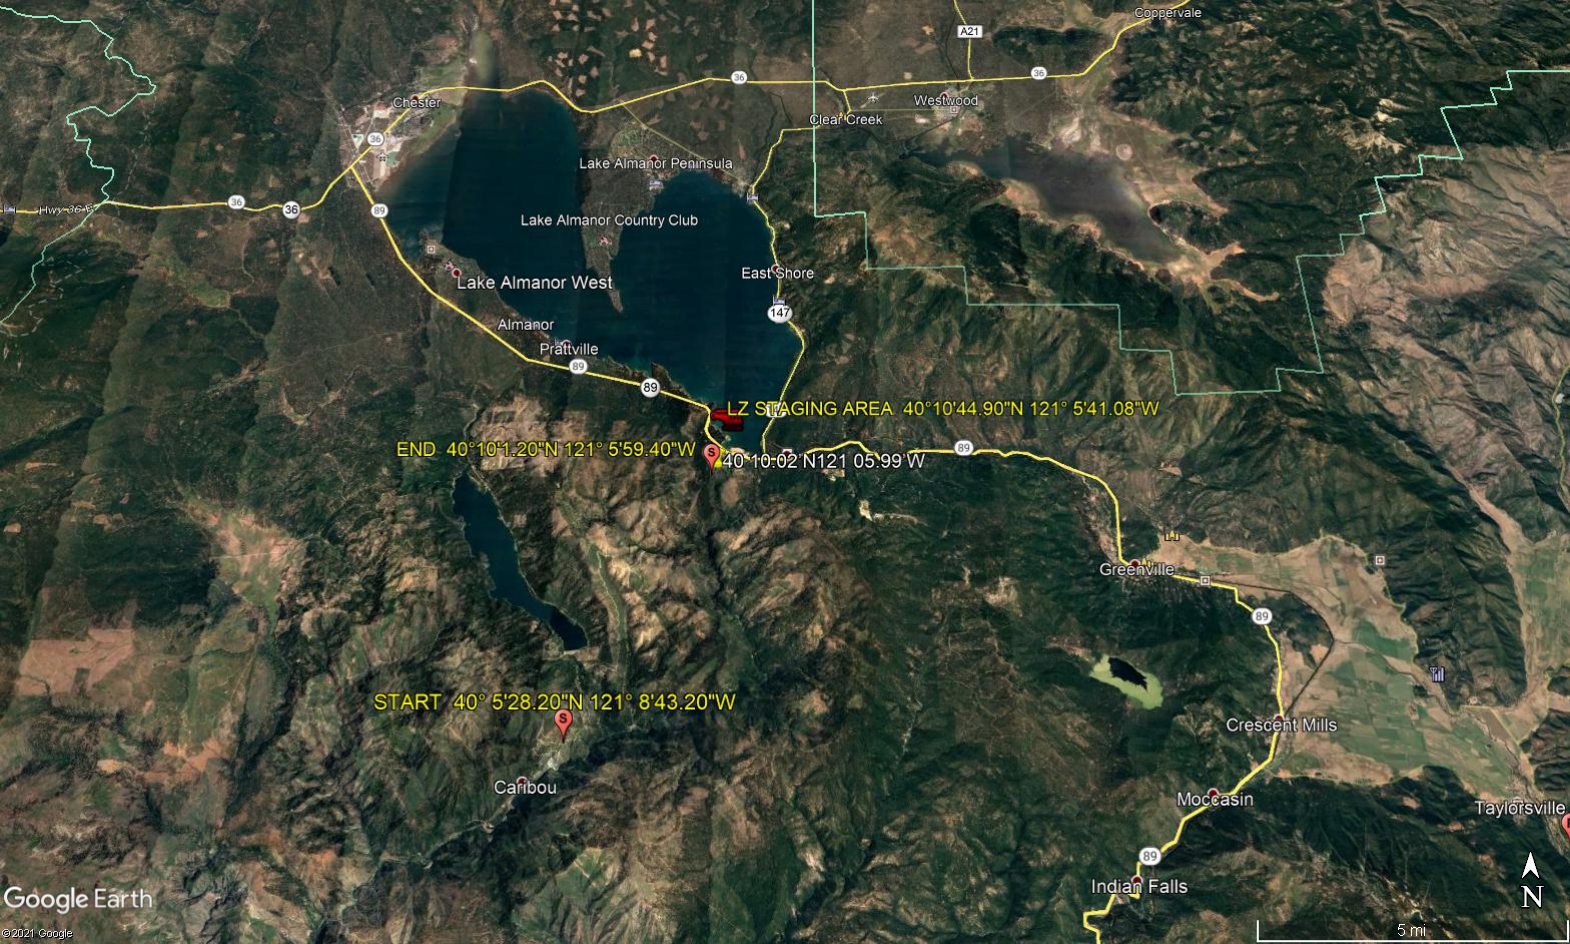 Coppervale
A21
36
36
Chester
Westwood
Clear Creek
36
Lake Almanor Peninsula
36
Hwy 36 E
36
89
Lake Almanor Country Club
East Shore
Lake Almanor West
147
Almanor
Prattville
89
89
LZ STAGING AREA 40°10'44.90"N 121° 5'41.08"W
END 40°10'1.20"N 121° 5'59.40"W
89
S
40 10.02 N121 05.99 W
Greenville
89
START 40° 5'28.20"N 121° 8'43.20"W
S
Crescent Mills
Caribou
Moccasin
Taylorsville
89
Indian Falls
Google Earth
N
©2021 Google
5 mi